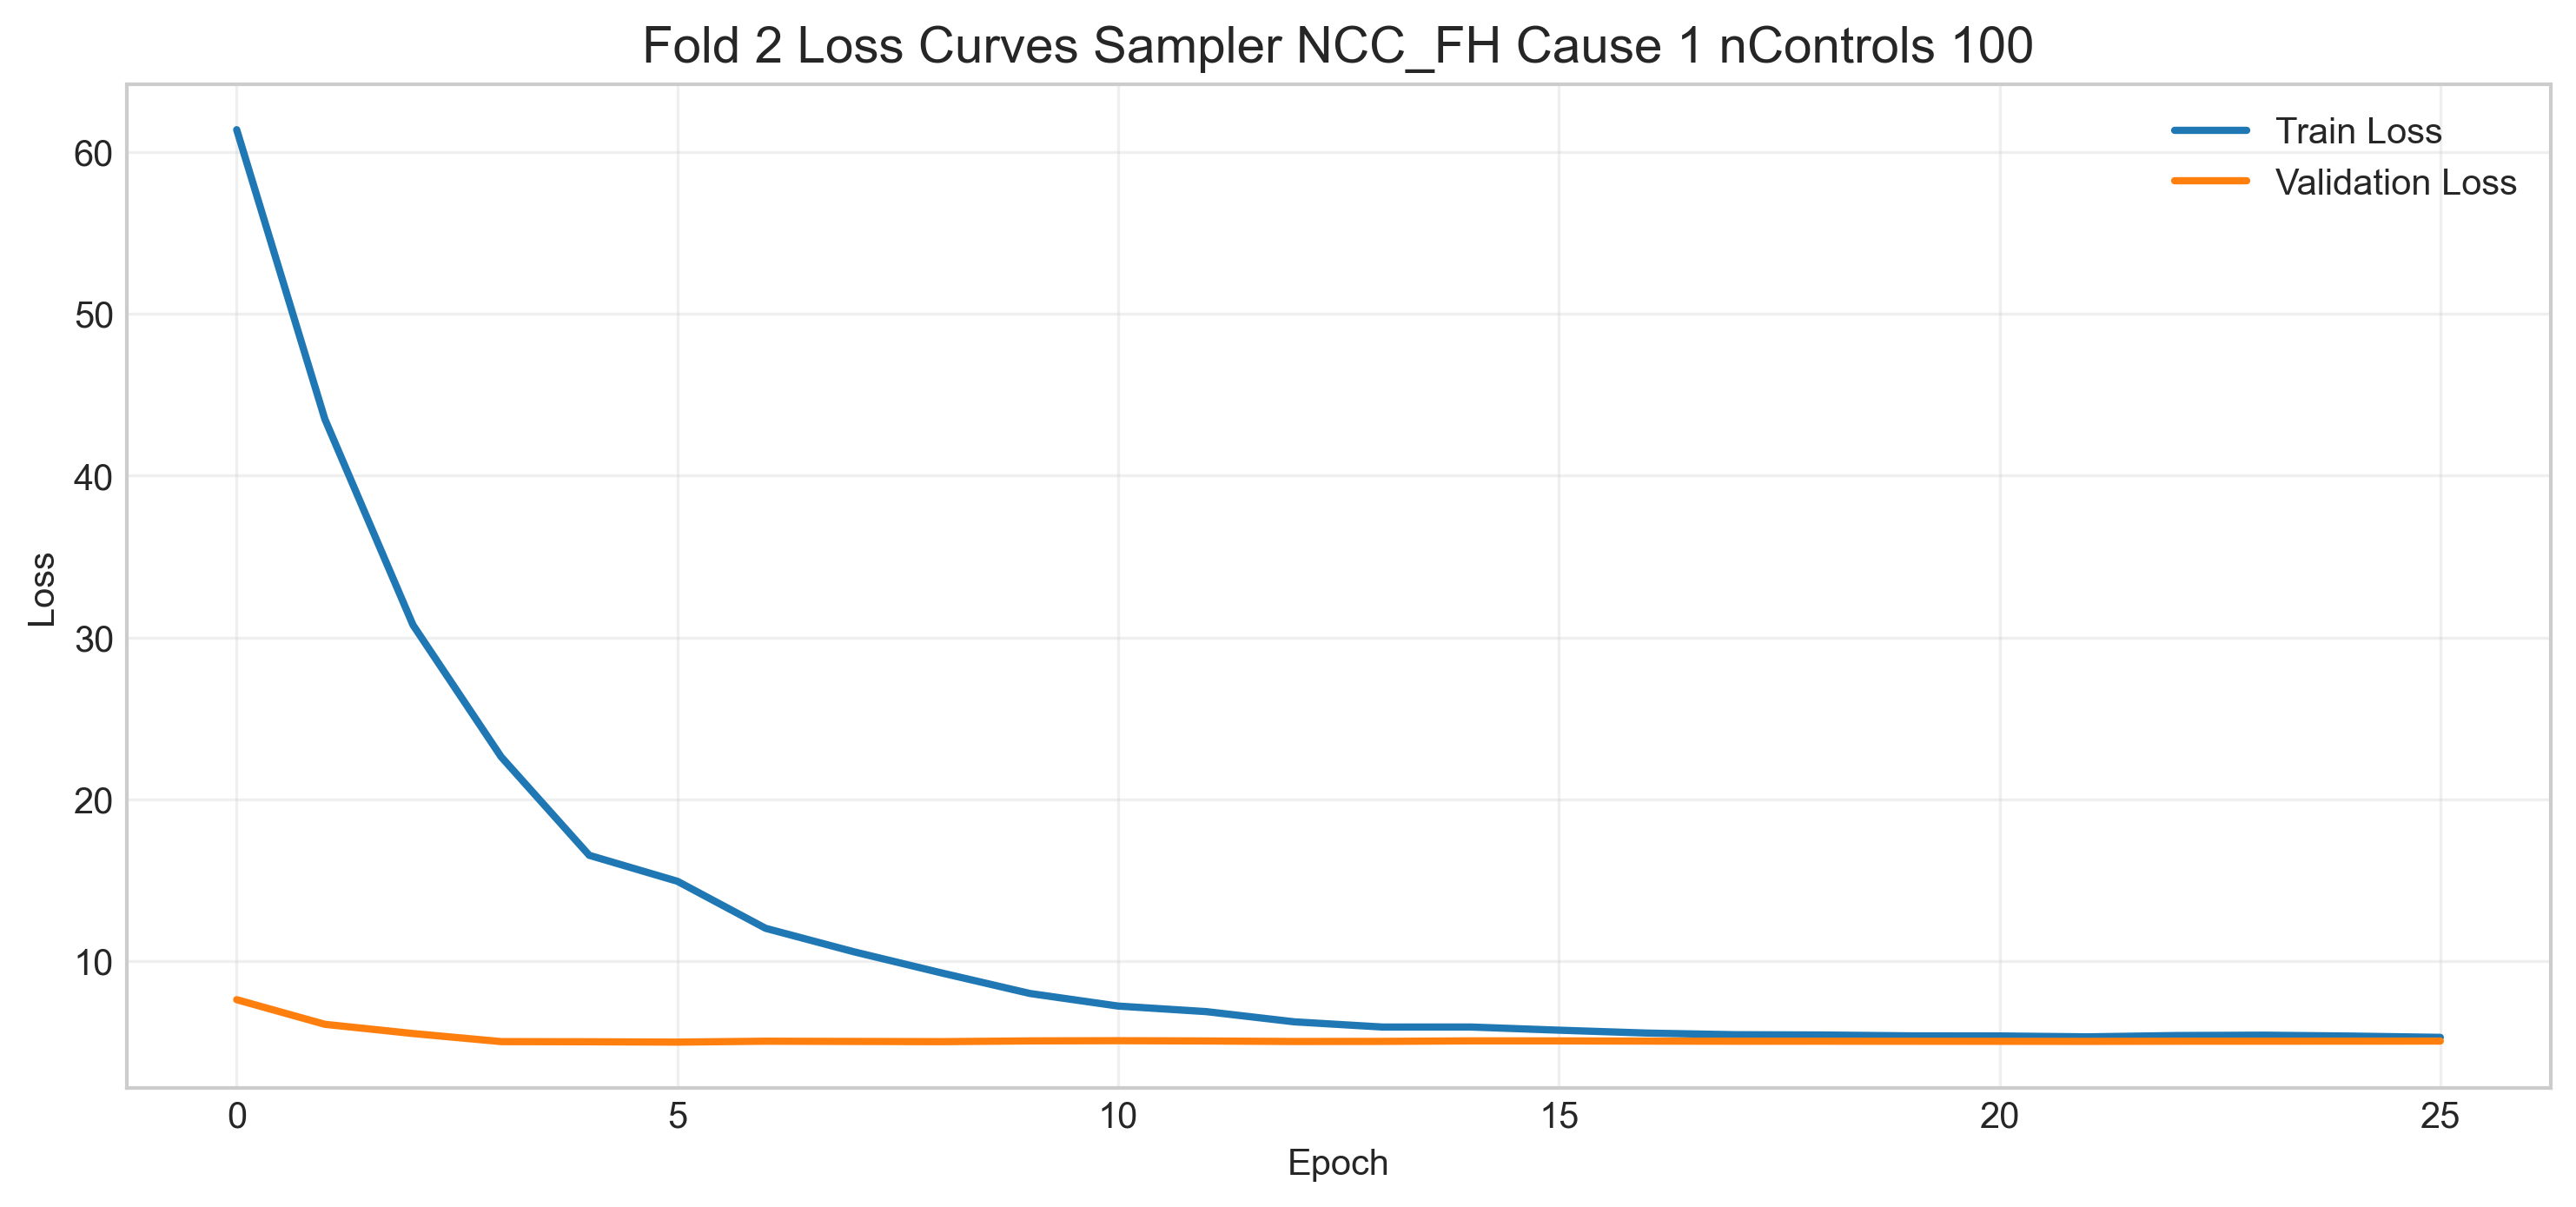 Fold 2 Loss Curves Sampler NCC_FH Cause 1 nControls 100
Train Loss
Validation Loss
60
50
40
30
20
10
Loss
0 5 10 15 20 25
Epoch